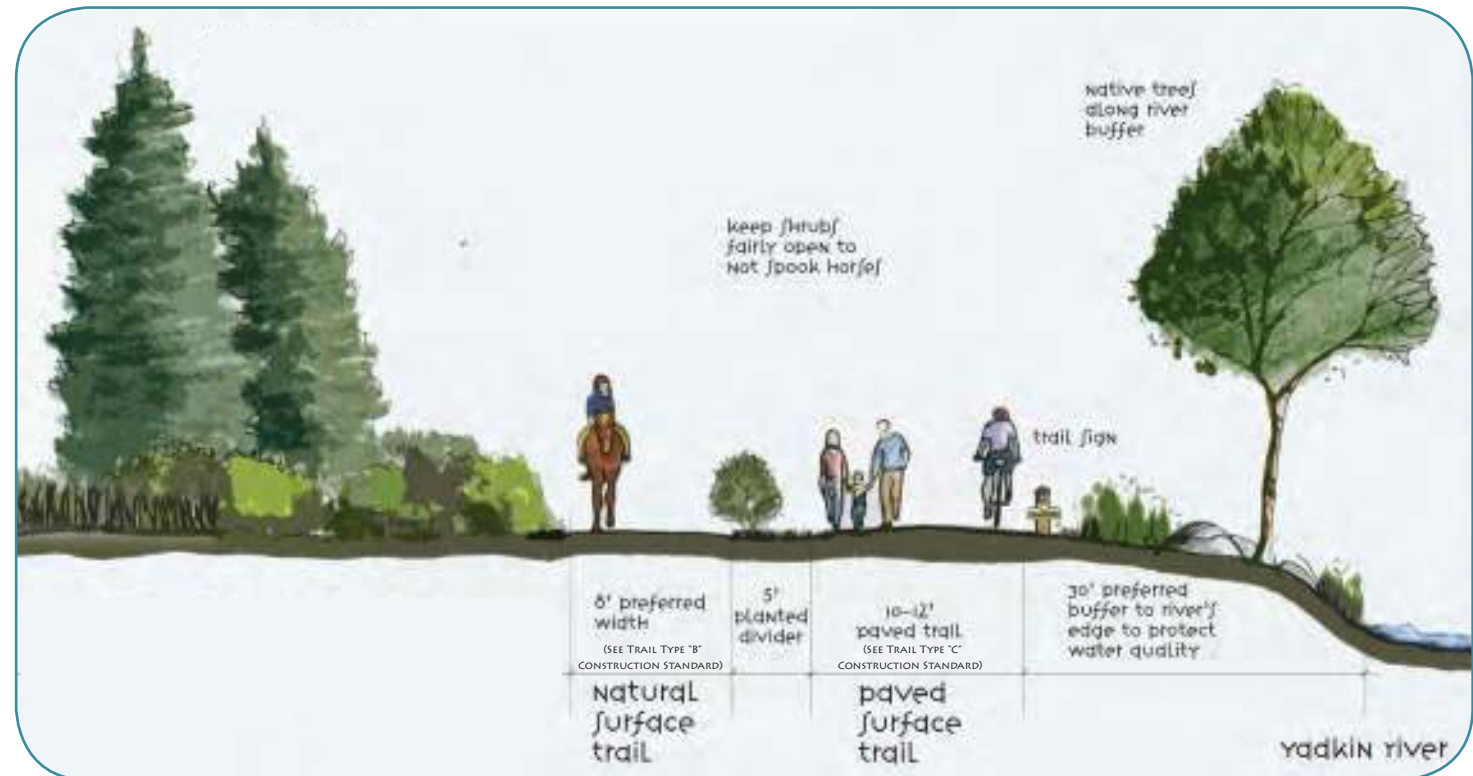 Native trees
along river
buffer
keep shrubs
fairly open to
not spook horses
trail sign
8' preferred
width
(See Trail Type "B"
Construction Standard)
5'
planted
divider
10-12'
paved trail
(See Trail Type "C"
Construction Standard)
30' preferred
buffer to river's
edge to protect
water quality
Natural
surface
trail
paved
surface
trail
Yadkin river